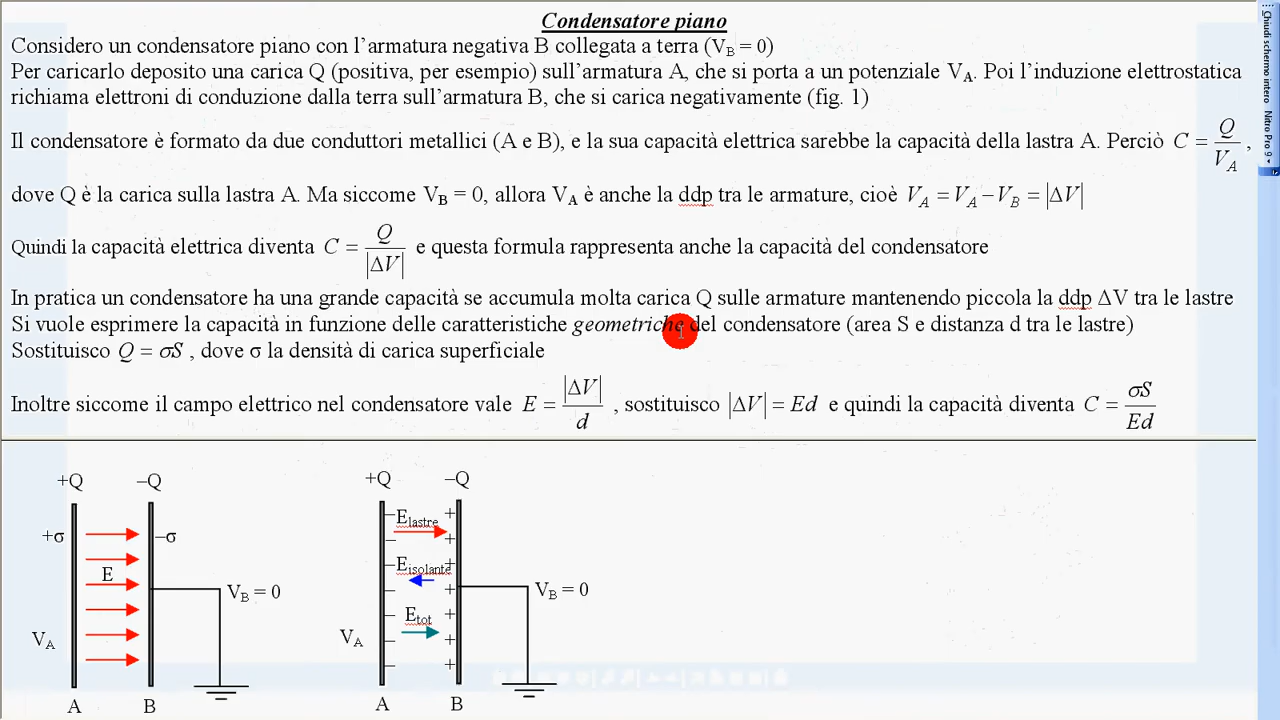 Condensatore piano
Considero un condensatore piano con l’armatura negativa B collegata a terra (V_B = 0)
Per caricarlo deposito una carica Q (positiva, per esempio) sull’armatura A, che si porta a un potenziale V_A. Poi l’induzione elettrostatica
richiama elettroni di conduzione dalla terra sull’armatura B, che si carica negativamente (fig. 1)
Il condensatore è formato da due conduttori metallici (A e B), e la sua capacità elettrica sarebbe la capacità della lastra A. Perciò C = Q/V_A ,
dove Q è la carica sulla lastra A. Ma siccome V_B = 0, allora V_A è anche la ddp tra le armature, cioè V_A = V_A − V_B = |ΔV|
Quindi la capacità elettrica diventa C = Q/|ΔV| e questa formula rappresenta anche la capacità del condensatore
In pratica un condensatore ha una grande capacità se accumula molta carica Q sulle armature mantenendo piccola la ddp ΔV tra le lastre
Si vuole esprimere la capacità in funzione delle caratteristiche geometriche del condensatore (area S e distanza d tra le lastre)
Sostituisco Q = σS , dove σ la densità di carica superficiale
Inoltre siccome il campo elettrico nel condensatore vale E = |ΔV|/d , sostituisco |ΔV| = Ed e quindi la capacità diventa C = σS/Ed
+Q −Q
+σ −σ
E
V_B = 0
V_A
A B
+Q −Q
E_lastre
E_isolante
E_tot
V_B = 0
V_A
A B
Chiudi schermo intero
Nitro Pro 9